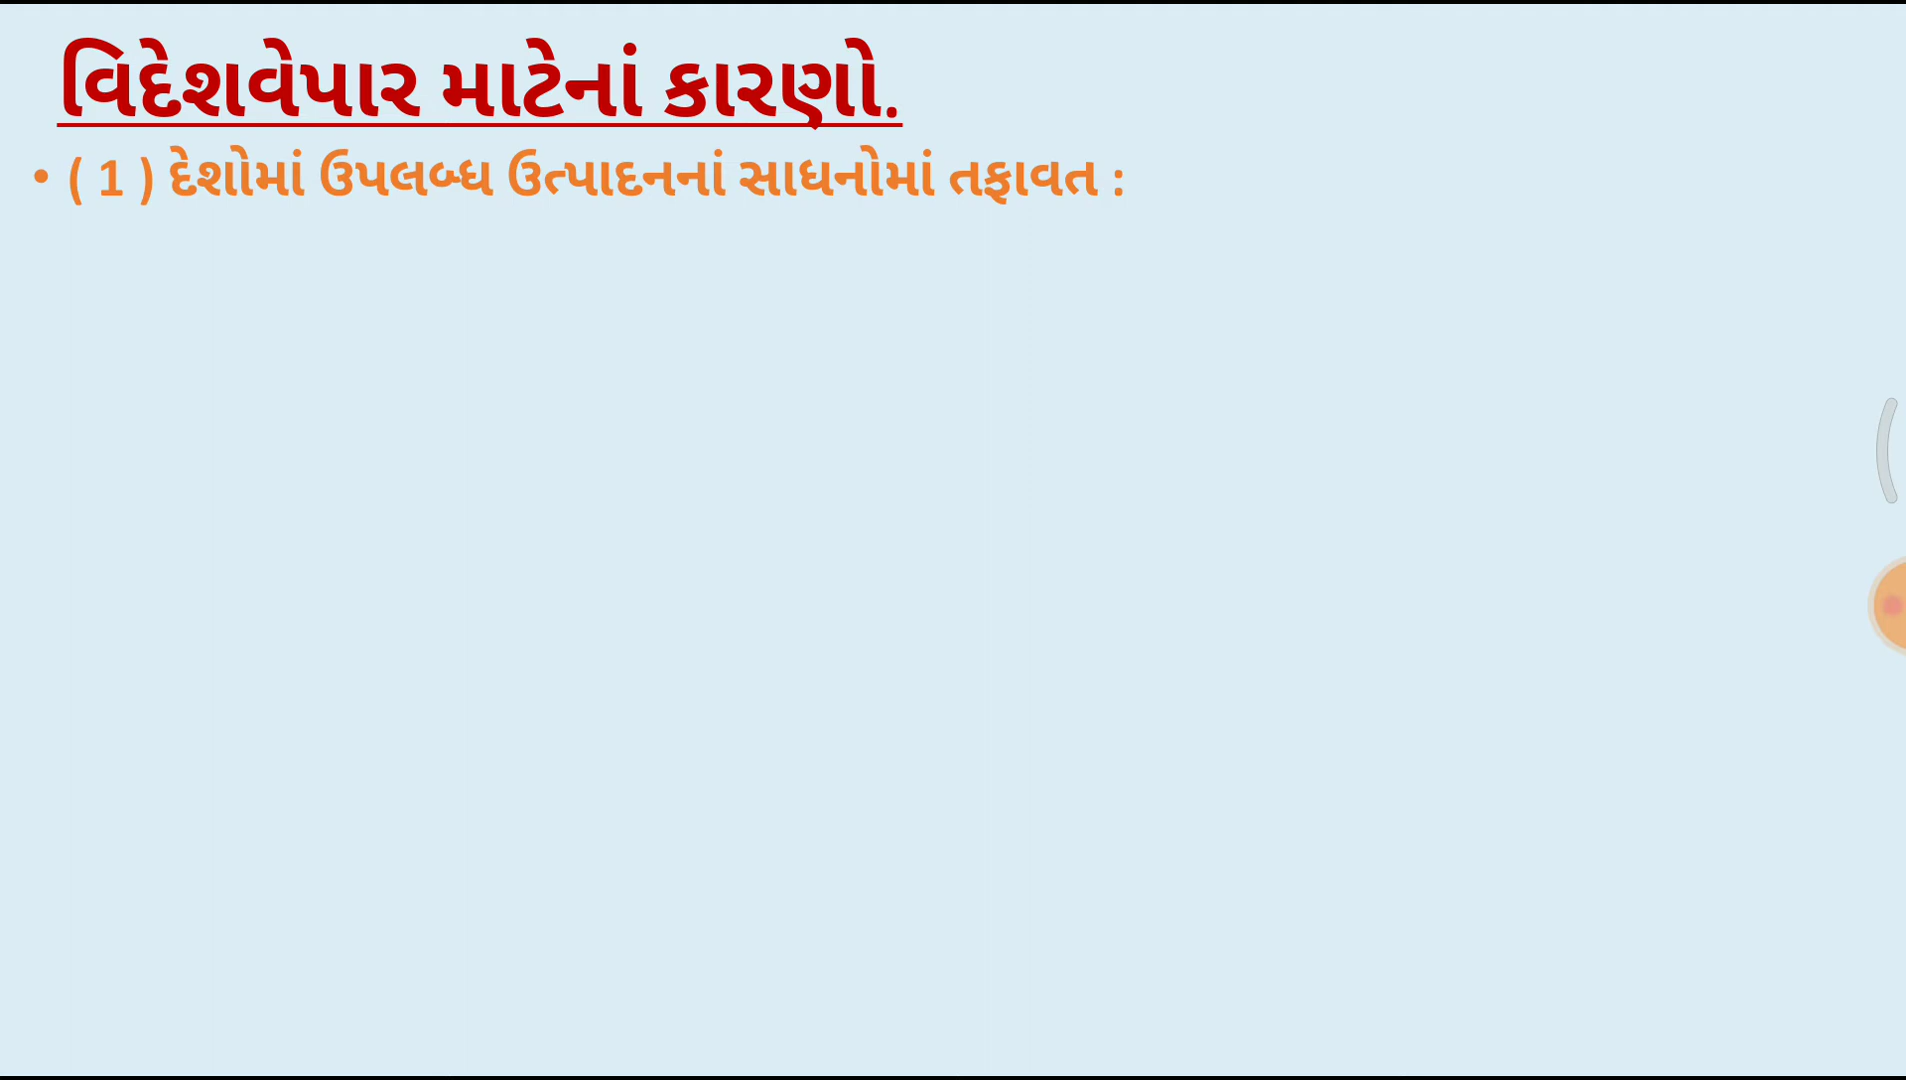 વિદેશવેપાર માટેનાં કારણો.
• ( 1 ) દેશોમાં ઉપલબ્ધ ઉત્પાદનનાં સાધનોમાં તફાવત :